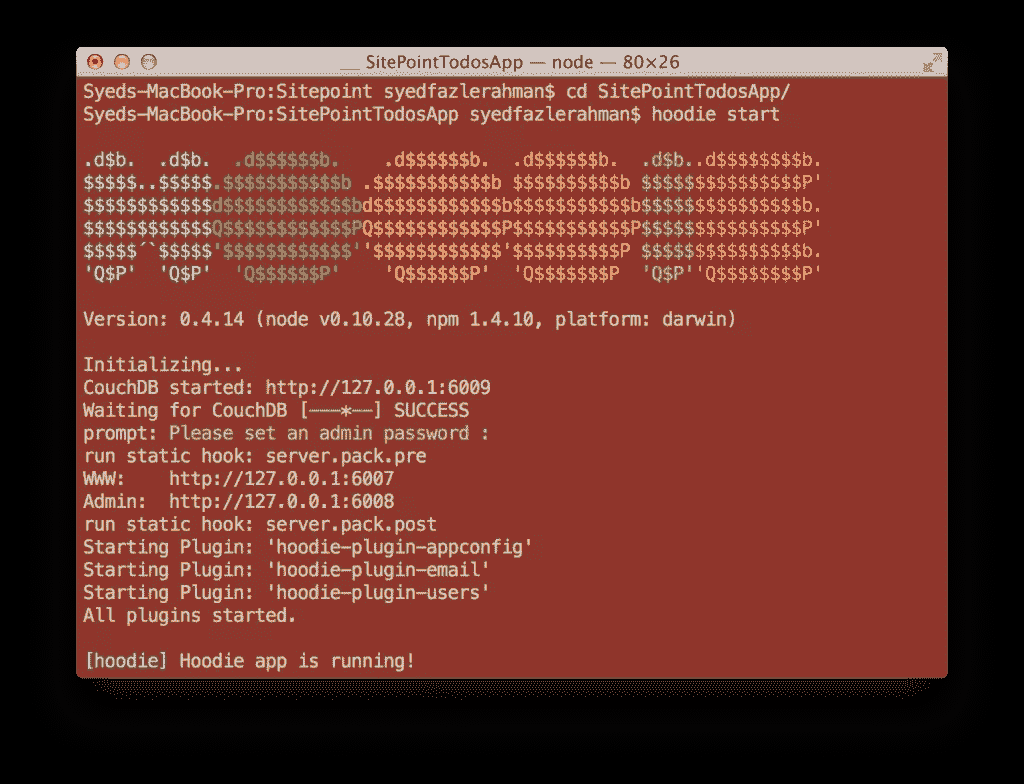 SitePointTodosApp — node — 80×26
Syeds-MacBook-Pro:Sitepoint syedfazlerahman$ cd SitePointTodosApp/
Syeds-MacBook-Pro:SitePointTodosApp syedfazlerahman$ hoodie start
.d$b.  .d$b.  .d$$$$$$b.    .d$$$$$$b.  .d$$$$$$b.  .d$b..d$$$$$$$$b.
$$$$$..$$$$$.$$$$$$$$$$$b .$$$$$$$$$$$b $$$$$$$$$$b $$$$$$$$$$$$$$$P'
$$$$$$$$$$$$d$$$$$$$$$$$$bd$$$$$$$$$$$$b$$$$$$$$$$$b$$$$$$$$$$$$$$$b.
$$$$$$$$$$$$Q$$$$$$$$$$$$PQ$$$$$$$$$$$$P$$$$$$$$$$$P$$$$$$$$$$$$$$$P'
$$$$$´`$$$$$'$$$$$$$$$$$$''$$$$$$$$$$$$'$$$$$$$$$$P $$$$$$$$$$$$$$$b.
'Q$P'  'Q$P'  'Q$$$$$$P'    'Q$$$$$$P'  'Q$$$$$$$P  'Q$P''Q$$$$$$$$P'
Version: 0.4.14 (node v0.10.28, npm 1.4.10, platform: darwin)
Initializing...
CouchDB started: http://127.0.0.1:6009
Waiting for CouchDB [———*——] SUCCESS
prompt: Please set an admin password :
run static hook: server.pack.pre
WWW:    http://127.0.0.1:6007
Admin:  http://127.0.0.1:6008
run static hook: server.pack.post
Starting Plugin: 'hoodie-plugin-appconfig'
Starting Plugin: 'hoodie-plugin-email'
Starting Plugin: 'hoodie-plugin-users'
All plugins started.
[hoodie] Hoodie app is running!